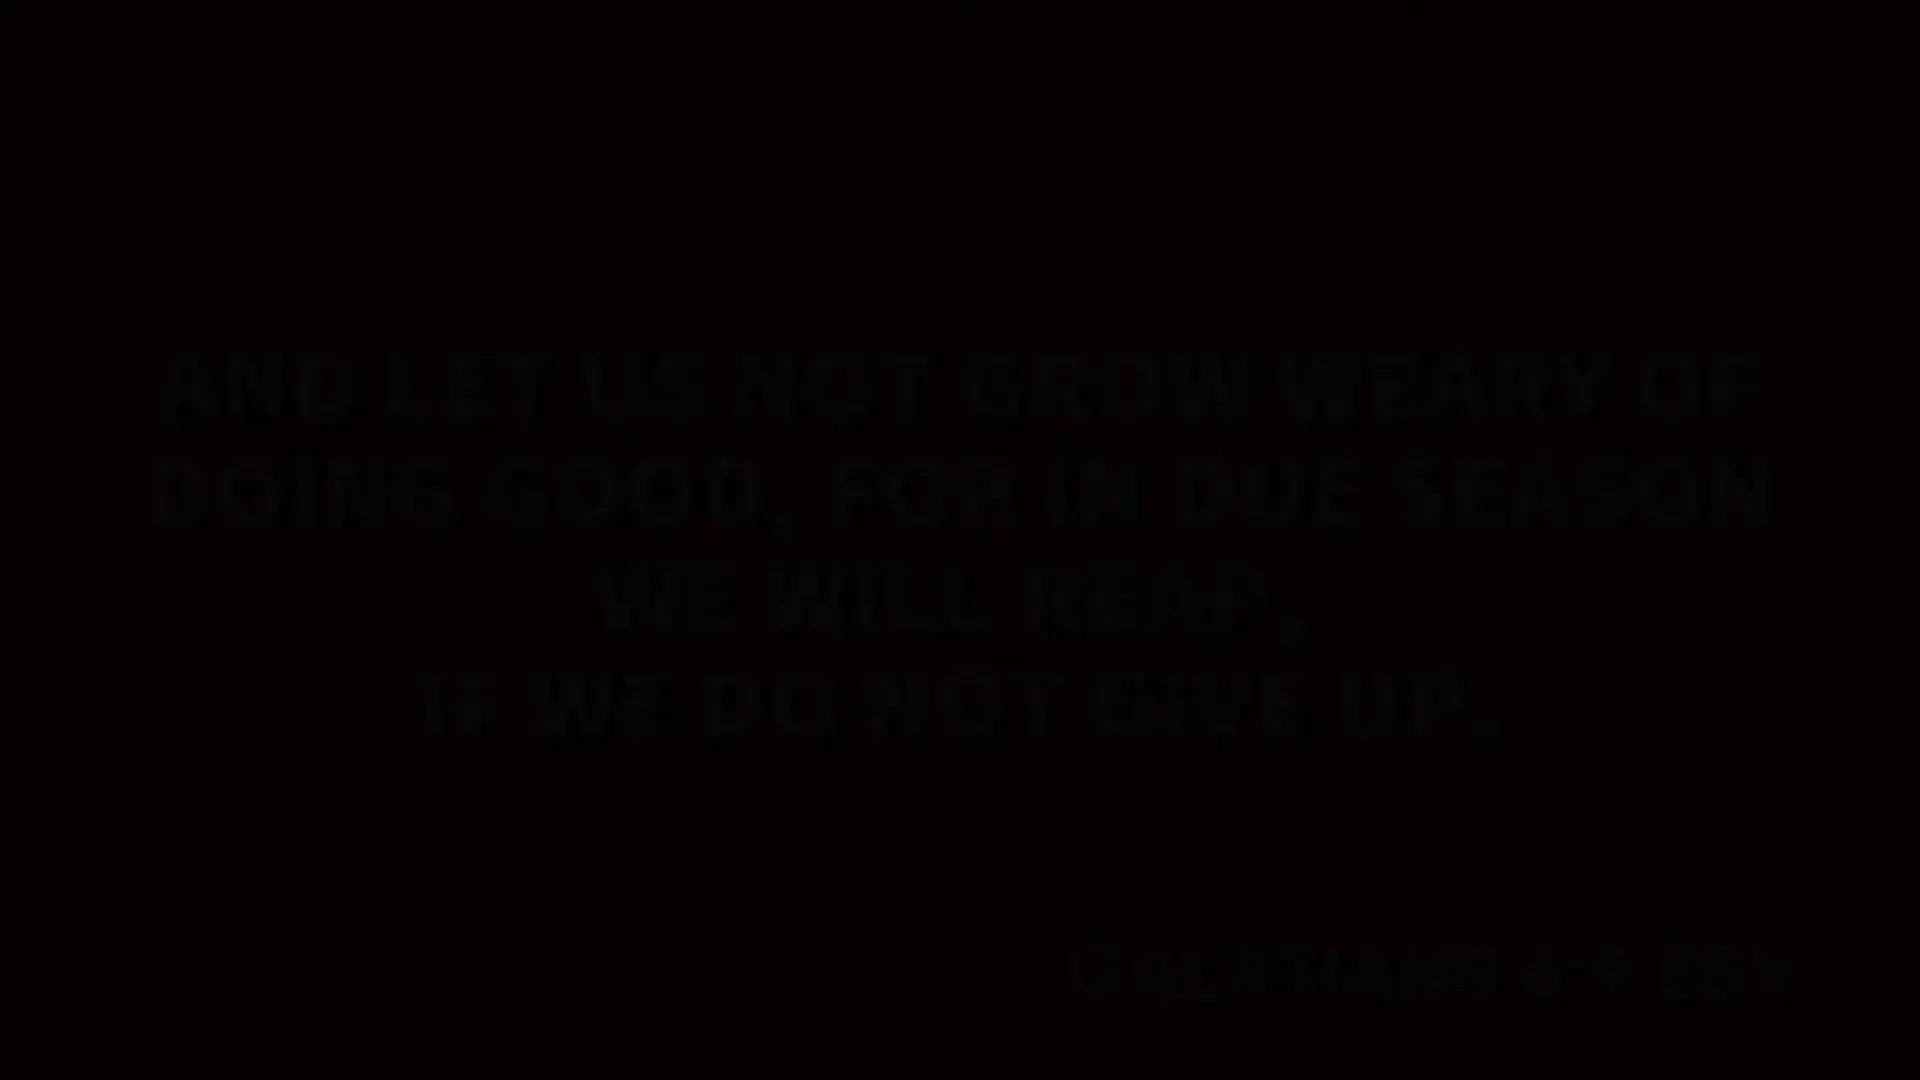 AND LET US NOT GROW WEARY OF
DOING GOOD, FOR IN DUE SEASON
WE WILL REAP,
IF WE DO NOT GIVE UP.
GALATIANS 6:9 ESV